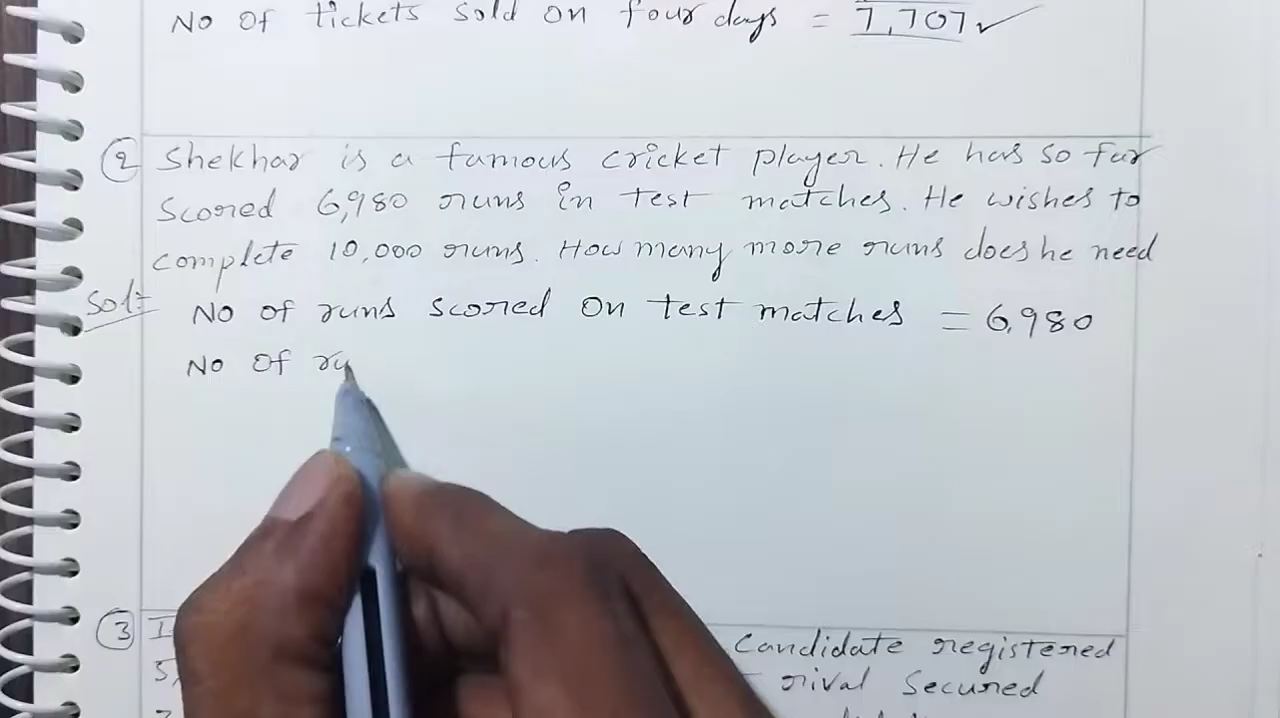 No of tickets sold on four days = 7,707 ✓
2 Shekhar is a famous cricket player. He has so far
Scored 6,980 runs in test matches. He wishes to
complete 10,000 runs. How many more runs does he need
Sol:- No of runs scored on test matches = 6,980
No of ru
3 I
candidate registered
5,
rival secured